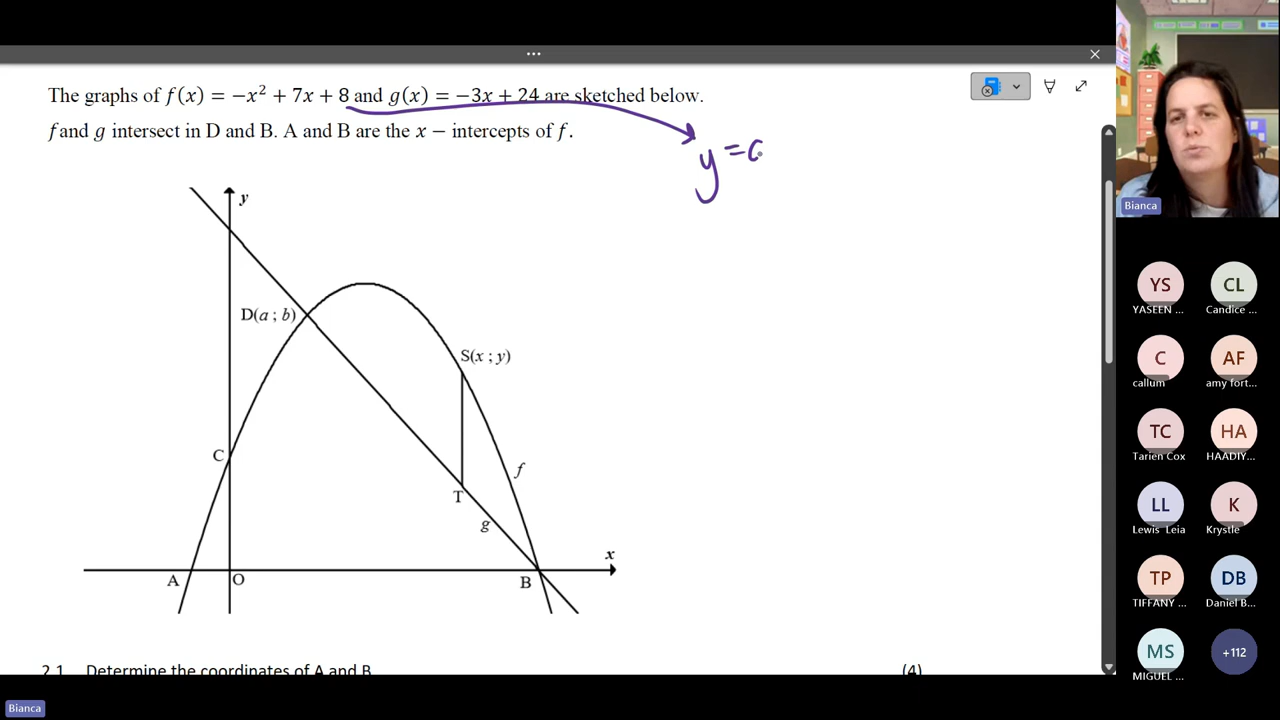 The graphs of f(x) = −x² + 7x + 8 and g(x) = −3x + 24 are sketched below.
f and g intersect in D and B. A and B are the x − intercepts of f.
y = a
y
D(a ; b)
S(x ; y)
C
f
T
g
x
A
O
B
2.1 Determine the coordinates of A and B. (4)
Bianca
YS
YASEEN ...
CL
Candice ...
C
callum
AF
amy fort...
TC
Tarien Cox
HA
HAADIY...
LL
Lewis Leia
K
Krystle
TP
TIFFANY ...
DB
Daniel B...
MS
MIGUEL ...
+112
Bianca